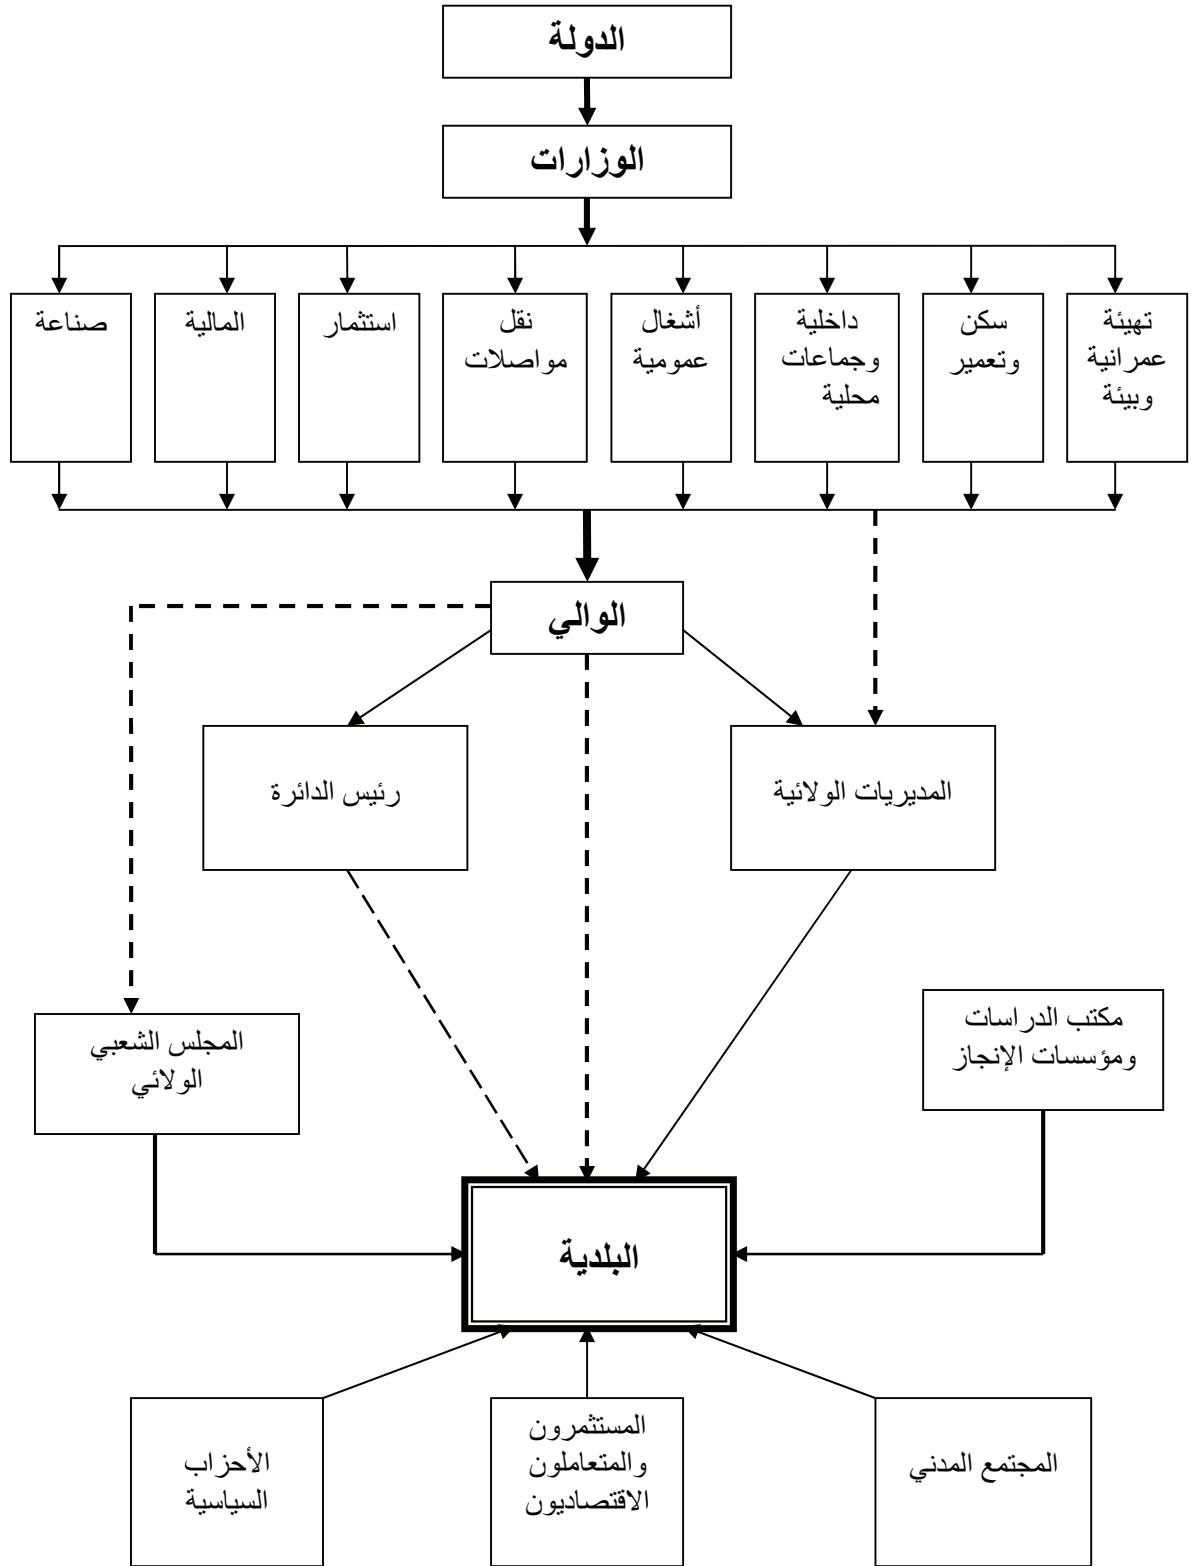 الدولة
الوزارات
تهيئة
عمرانية
وبيئة
سكن
وتعمير
داخلية
وجماعات
محلية
أشغال
عمومية
نقل
مواصلات
استثمار
المالية
صناعة
الوالي
المديريات الولائية
رئيس الدائرة
مكتب الدراسات
ومؤسسات الإنجاز
المجلس الشعبي
الولائي
البلدية
المجتمع المدني
المستثمرون
والمتعاملون
الاقتصاديون
الأحزاب
السياسية